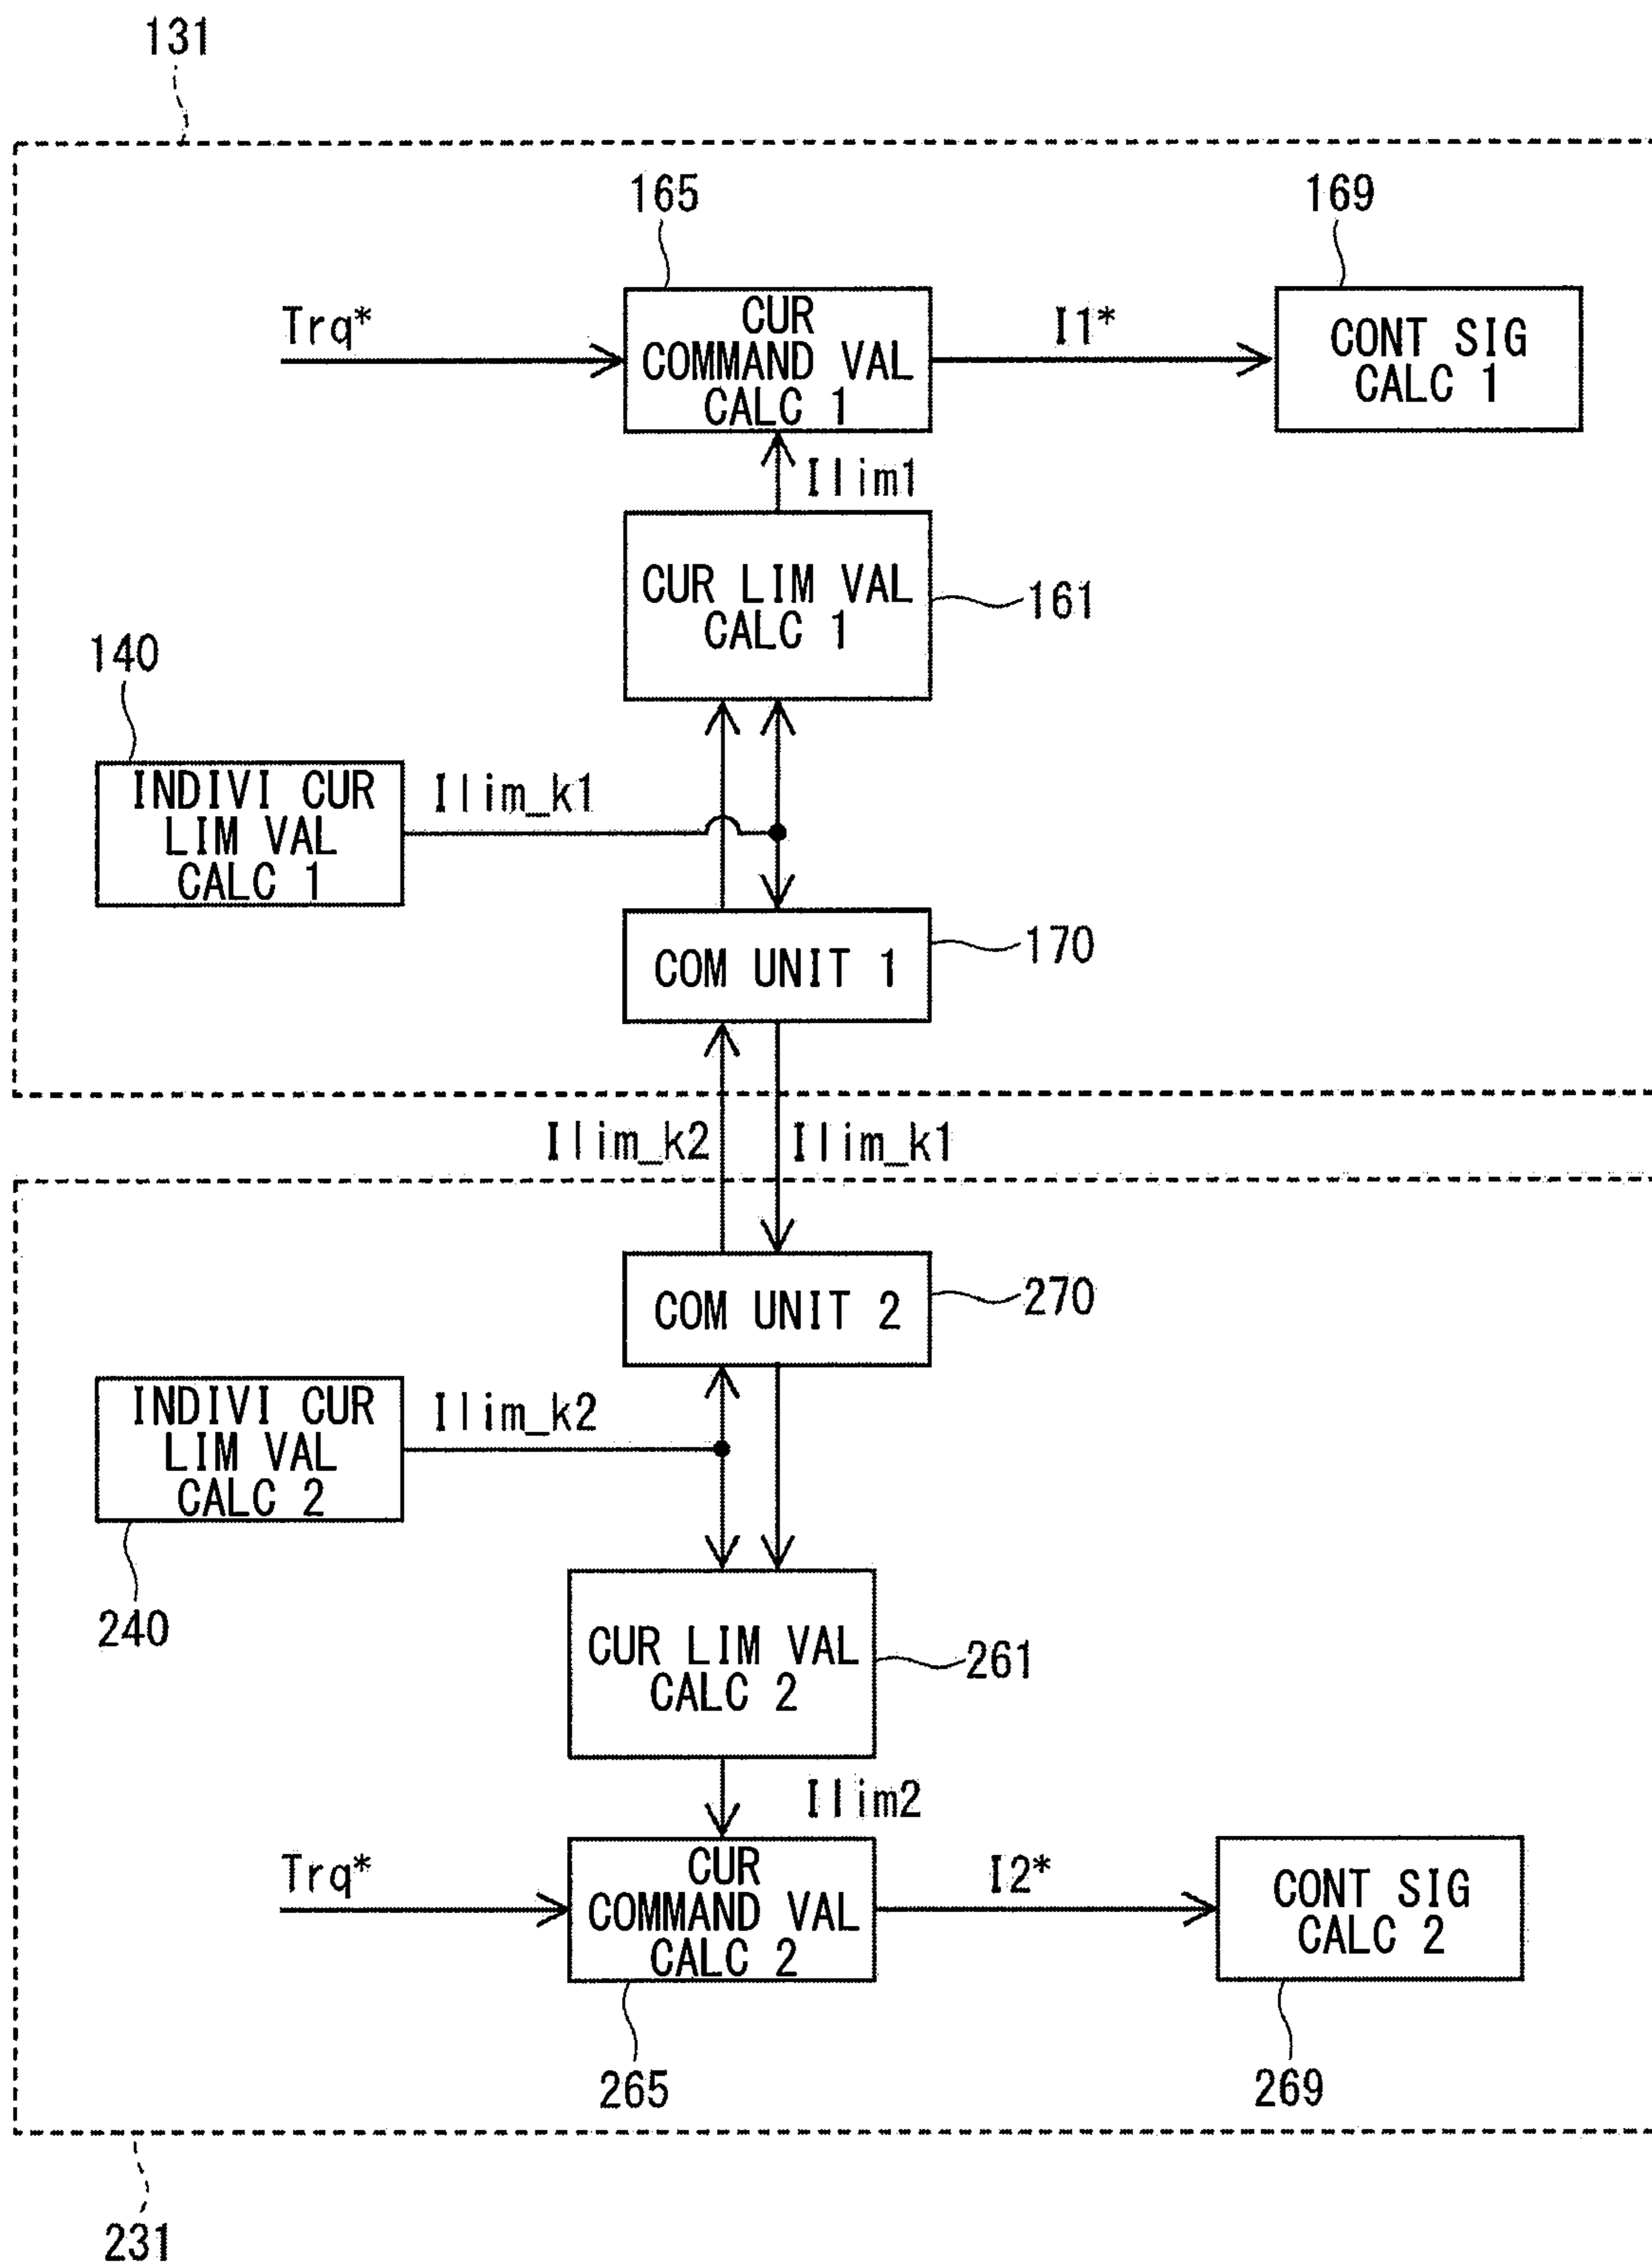 131
165
169
Trq*
CUR
COMMAND VAL
CALC 1
I1*
CONT SIG
CALC 1
Ilim1
CUR LIM VAL
CALC 1
161
140
INDIVI CUR
LIM VAL
CALC 1
Ilim_k1
COM UNIT 1
170
Ilim_k2
Ilim_k1
COM UNIT 2
270
INDIVI CUR
LIM VAL
CALC 2
Ilim_k2
240
CUR LIM VAL
CALC 2
261
Ilim2
Trq*
CUR
COMMAND VAL
CALC 2
I2*
CONT SIG
CALC 2
265
269
231